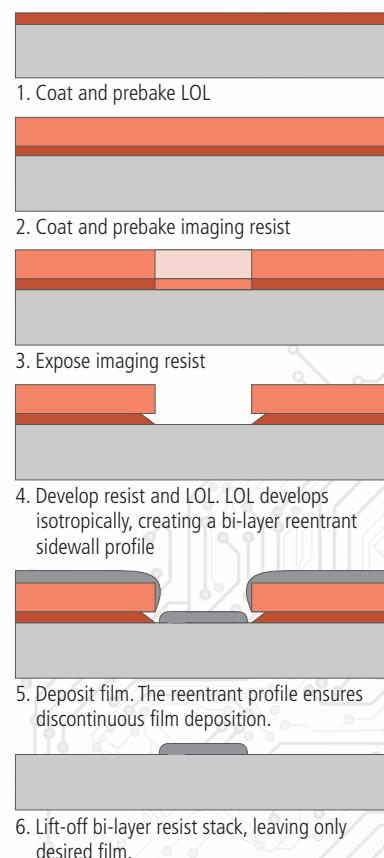 1. Coat and prebake LOL
2. Coat and prebake imaging resist
3. Expose imaging resist
4. Develop resist and LOL. LOL develops
isotropically, creating a bi-layer reentrant
sidewall profile
5. Deposit film. The reentrant profile ensures
discontinuous film deposition.
6. Lift-off bi-layer resist stack, leaving only
desired film.